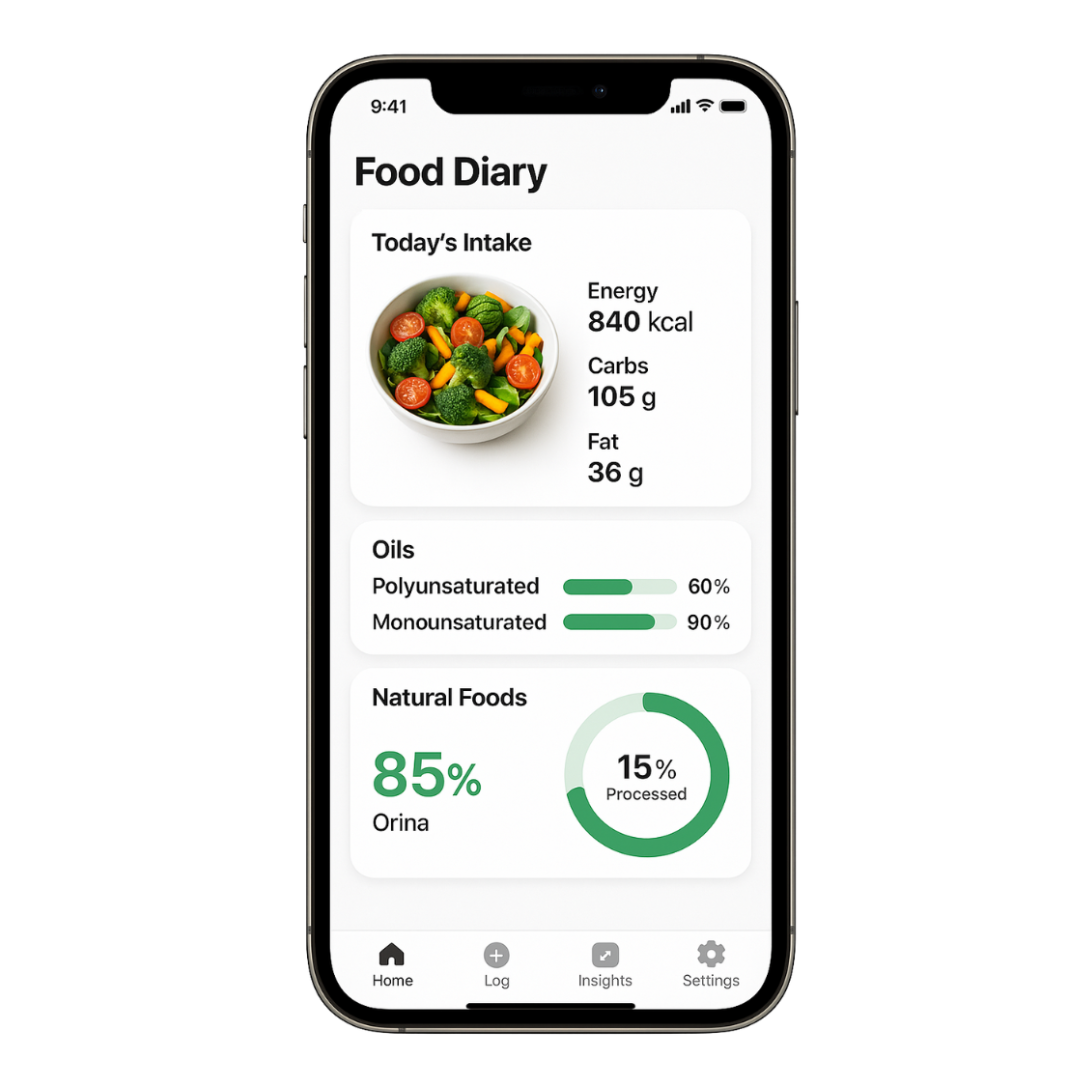 9:41
Food Diary
Today's Intake
Energy
840 kcal
Carbs
105 g
Fat
36 g
Oils
Polyunsaturated 60%
Monounsaturated 90%
Natural Foods
85%
Orina
15%
Processed
Home Log Insights Settings